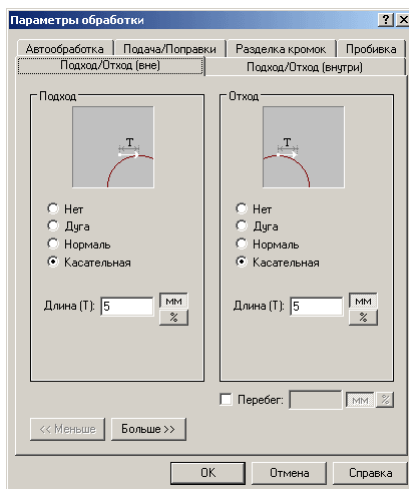 Параметры обработки
Автообработка Подача/Поправки Разделка кромок Пробивка
Подход/Отход (вне) Подход/Отход (внутри)
Подход Отход
T T
Нет Нет
Дуга Дуга
Нормаль Нормаль
Касательная Касательная
Длина (T): 5 мм % Длина (T): 5 мм %
Перебег: мм %
<< Меньше Больше >>
OK Отмена Справка